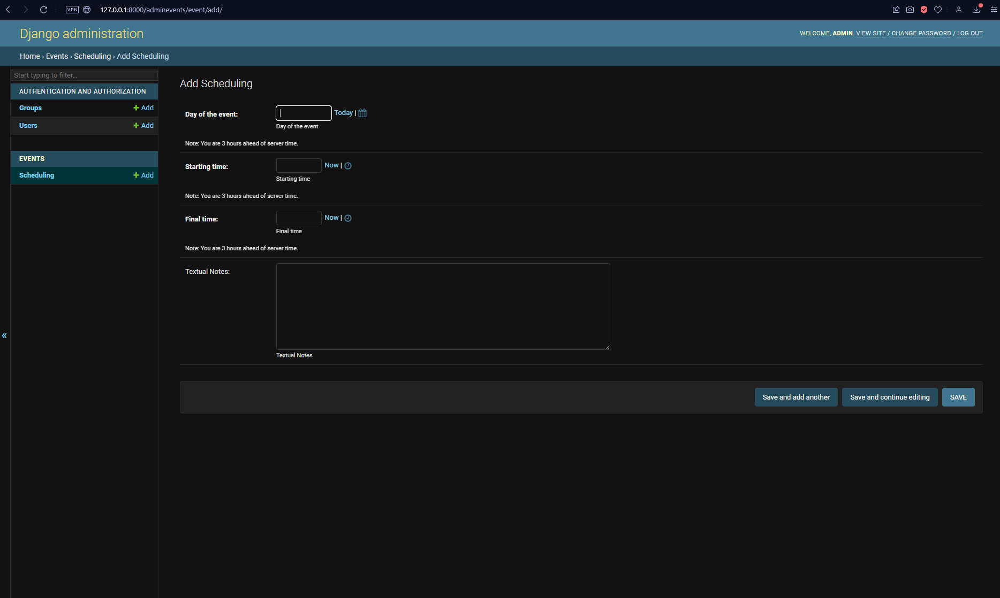 VPN 127.0.0.1:8000/adminevents/event/add/
Django administration
WELCOME, ADMIN. VIEW SITE / CHANGE PASSWORD / LOG OUT
Home › Events › Scheduling › Add Scheduling
Start typing to filter...
AUTHENTICATION AND AUTHORIZATION
Groups + Add
Users + Add
EVENTS
Scheduling + Add
«
Add Scheduling
Day of the event: Today |
Day of the event
Note: You are 3 hours ahead of server time.
Starting time: Now |
Starting time
Note: You are 3 hours ahead of server time.
Final time: Now |
Final time
Note: You are 3 hours ahead of server time.
Textual Notes:
Textual Notes
Save and add another Save and continue editing SAVE